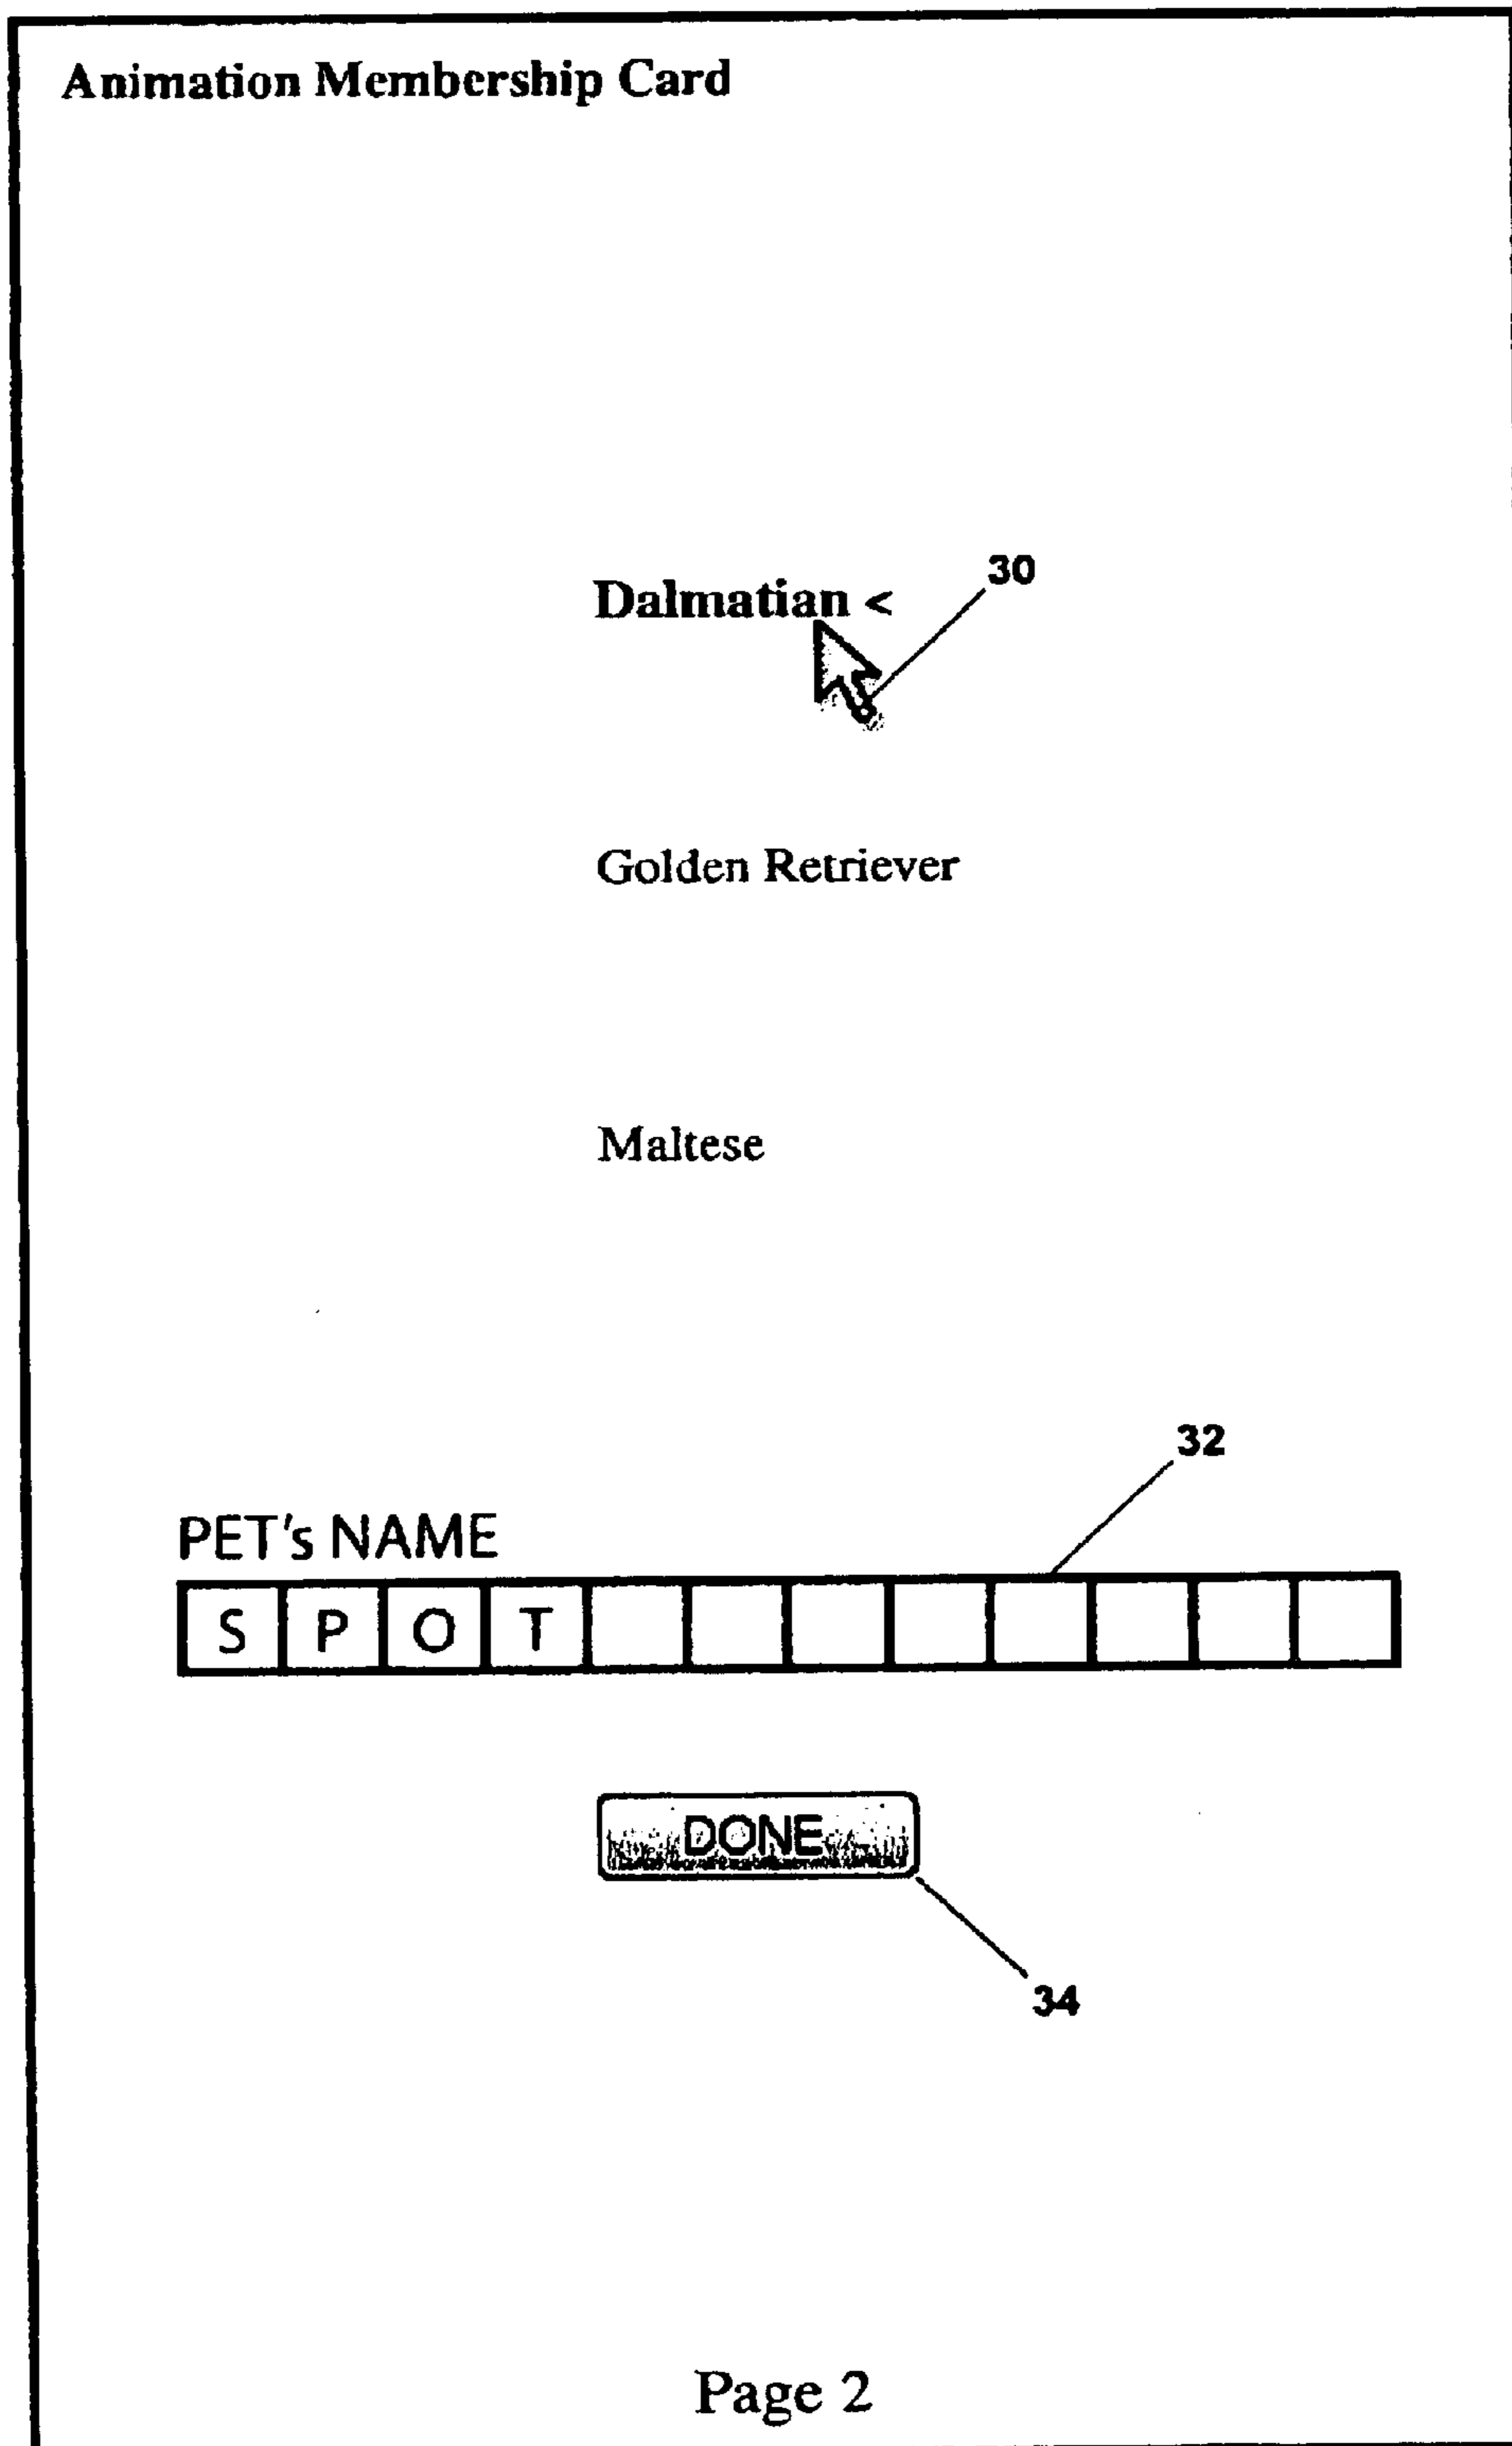 Animation Membership Card
30
Dalmatian <
Golden Retriever
Maltese
32
PET's NAME
S P O T
DONE
34
Page 2